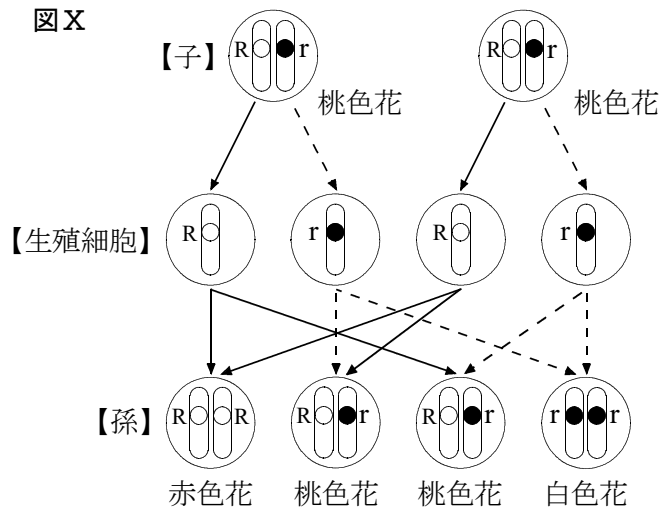 図X
【子】 R r R r
桃色花 桃色花
【生殖細胞】 R r R r
【孫】 R R R r R r r r
赤色花 桃色花 桃色花 白色花